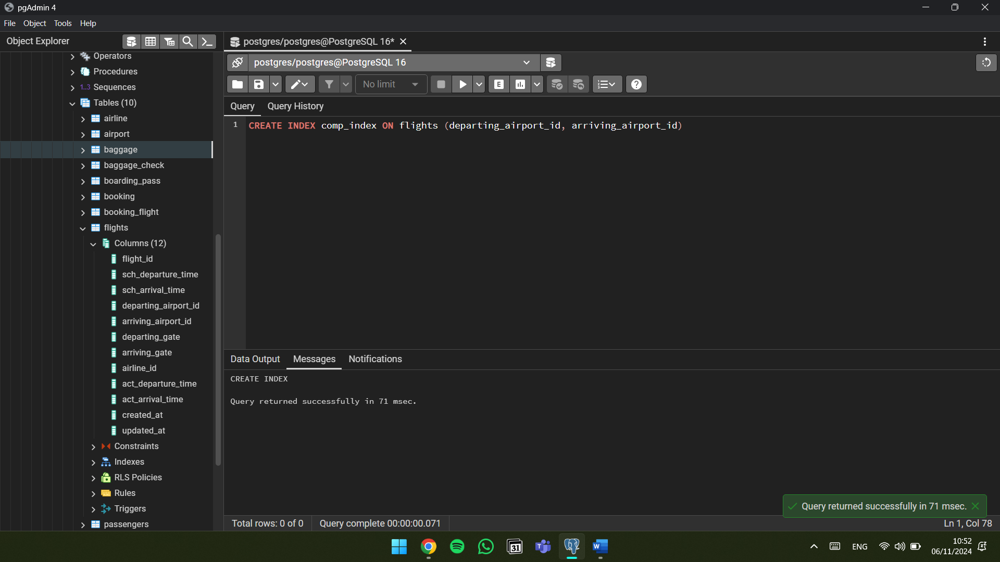 pgAdmin 4
File Object Tools Help
Object Explorer
postgres/postgres@PostgreSQL 16*
Operators
Procedures
1..3 Sequences
Tables (10)
airline
airport
baggage
baggage_check
boarding_pass
booking
booking_flight
flights
Columns (12)
flight_id
sch_departure_time
sch_arrival_time
departing_airport_id
arriving_airport_id
departing_gate
arriving_gate
airline_id
act_departure_time
act_arrival_time
created_at
updated_at
Constraints
Indexes
RLS Policies
Rules
Triggers
passengers
postgres/postgres@PostgreSQL 16
No limit
E
Query Query History
1 CREATE INDEX comp_index ON flights (departing_airport_id, arriving_airport_id)
Data Output Messages Notifications
CREATE INDEX
Query returned successfully in 71 msec.
Query returned successfully in 71 msec.
Total rows: 0 of 0 Query complete 00:00:00.071 Ln 1, Col 78
31
T
W
ENG
10:52
06/11/2024